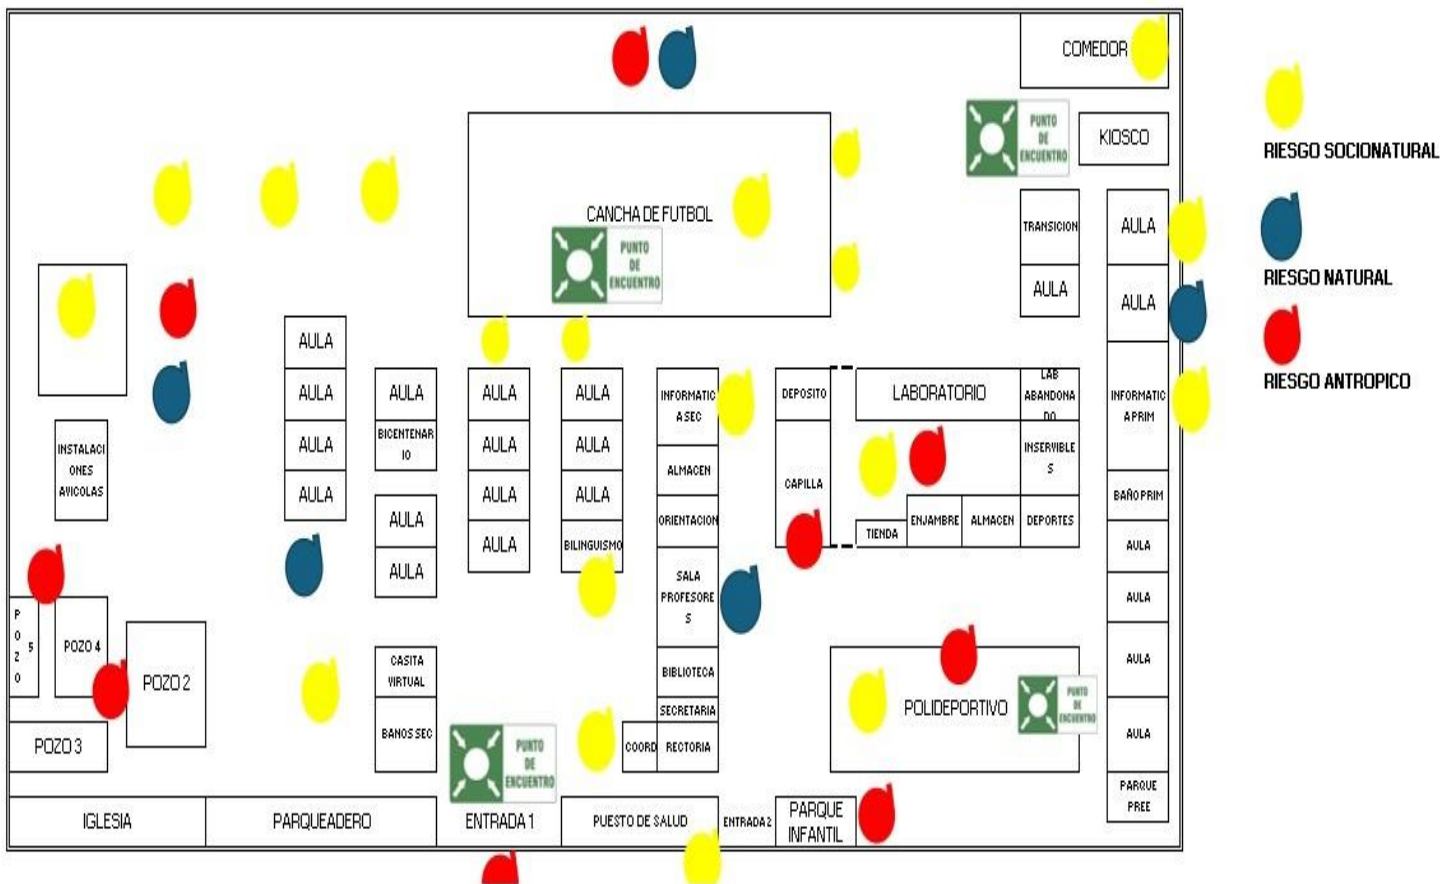 COMEDOR
PUNTO
DE
ENCUENTRO
KIOSCO
RIESGO SOCIONATURAL
CANCHA DE FUTBOL
PUNTO
DE
ENCUENTRO
TRANSICION
AULA
AULA
AULA
RIESGO NATURAL
AULA
AULA
AULA
AULA
INSTALACI
ONES
AVICOLAS
AULA
BICENTENAR
IO
AULA
AULA
AULA
AULA
AULA
AULA
AULA
AULA
AULA
BILINGUISMO
INFORMATIC
A SEC
ALMACEN
ORIENTACION
SALA
PROFESORE
S
BIBLIOTECA
SECRETARIA
COORD
RECTORIA
DEPOSITO
CAPILLA
LABORATORIO
LAB
ABANDONA
DO
INSERVIBLE
S
TIENDA
ENJAMBRE
ALMACEN
DEPORTES
INFORMATIC
A PRIM
BAÑO PRIM
AULA
AULA
AULA
AULA
PARQUE
PREE
RIESGO ANTROPICO
POZO
5
POZO 4
POZO 2
POZO 3
CASITA
VIRTUAL
BANOS SEC
PUNTO
DE
ENCUENTRO
POLIDEPORTIVO
PUNTO
DE
ENCUENTRO
IGLESIA
PARQUEADERO
ENTRADA 1
PUESTO DE SALUD
ENTRADA 2
PARQUE
INFANTIL